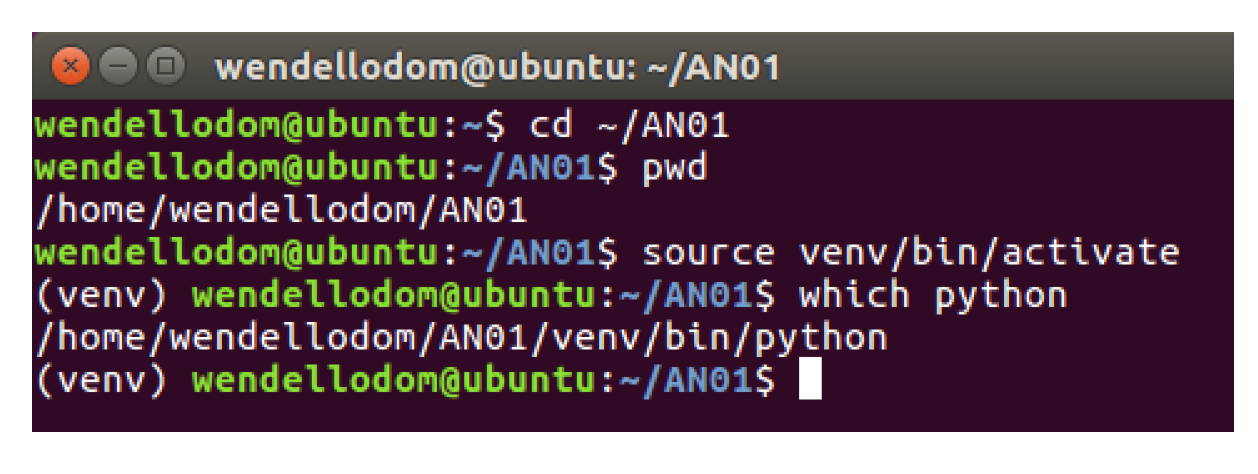 wendellodom@ubuntu: ~/AN01
wendellodom@ubuntu:~$ cd ~/AN01
wendellodom@ubuntu:~/AN01$ pwd
/home/wendellodom/AN01
wendellodom@ubuntu:~/AN01$ source venv/bin/activate
(venv) wendellodom@ubuntu:~/AN01$ which python
/home/wendellodom/AN01/venv/bin/python
(venv) wendellodom@ubuntu:~/AN01$